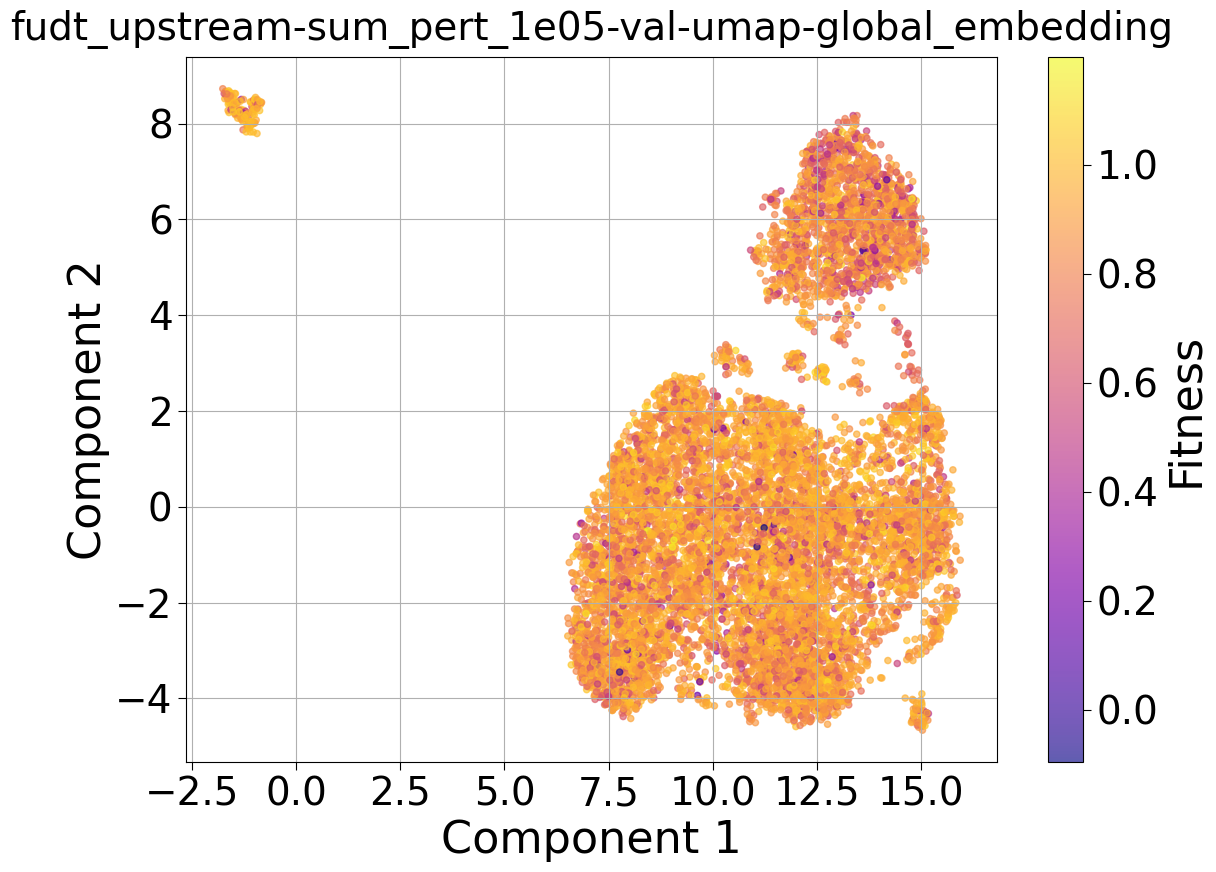 fudt_upstream-sum_pert_1e05-val-umap-global_embedding
8
6
4
2
0
−2
−4
Component 2
−2.5 0.0 2.5 5.0 7.5 10.0 12.5 15.0
Component 1
1.0
0.8
0.6
0.4
0.2
0.0
Fitness